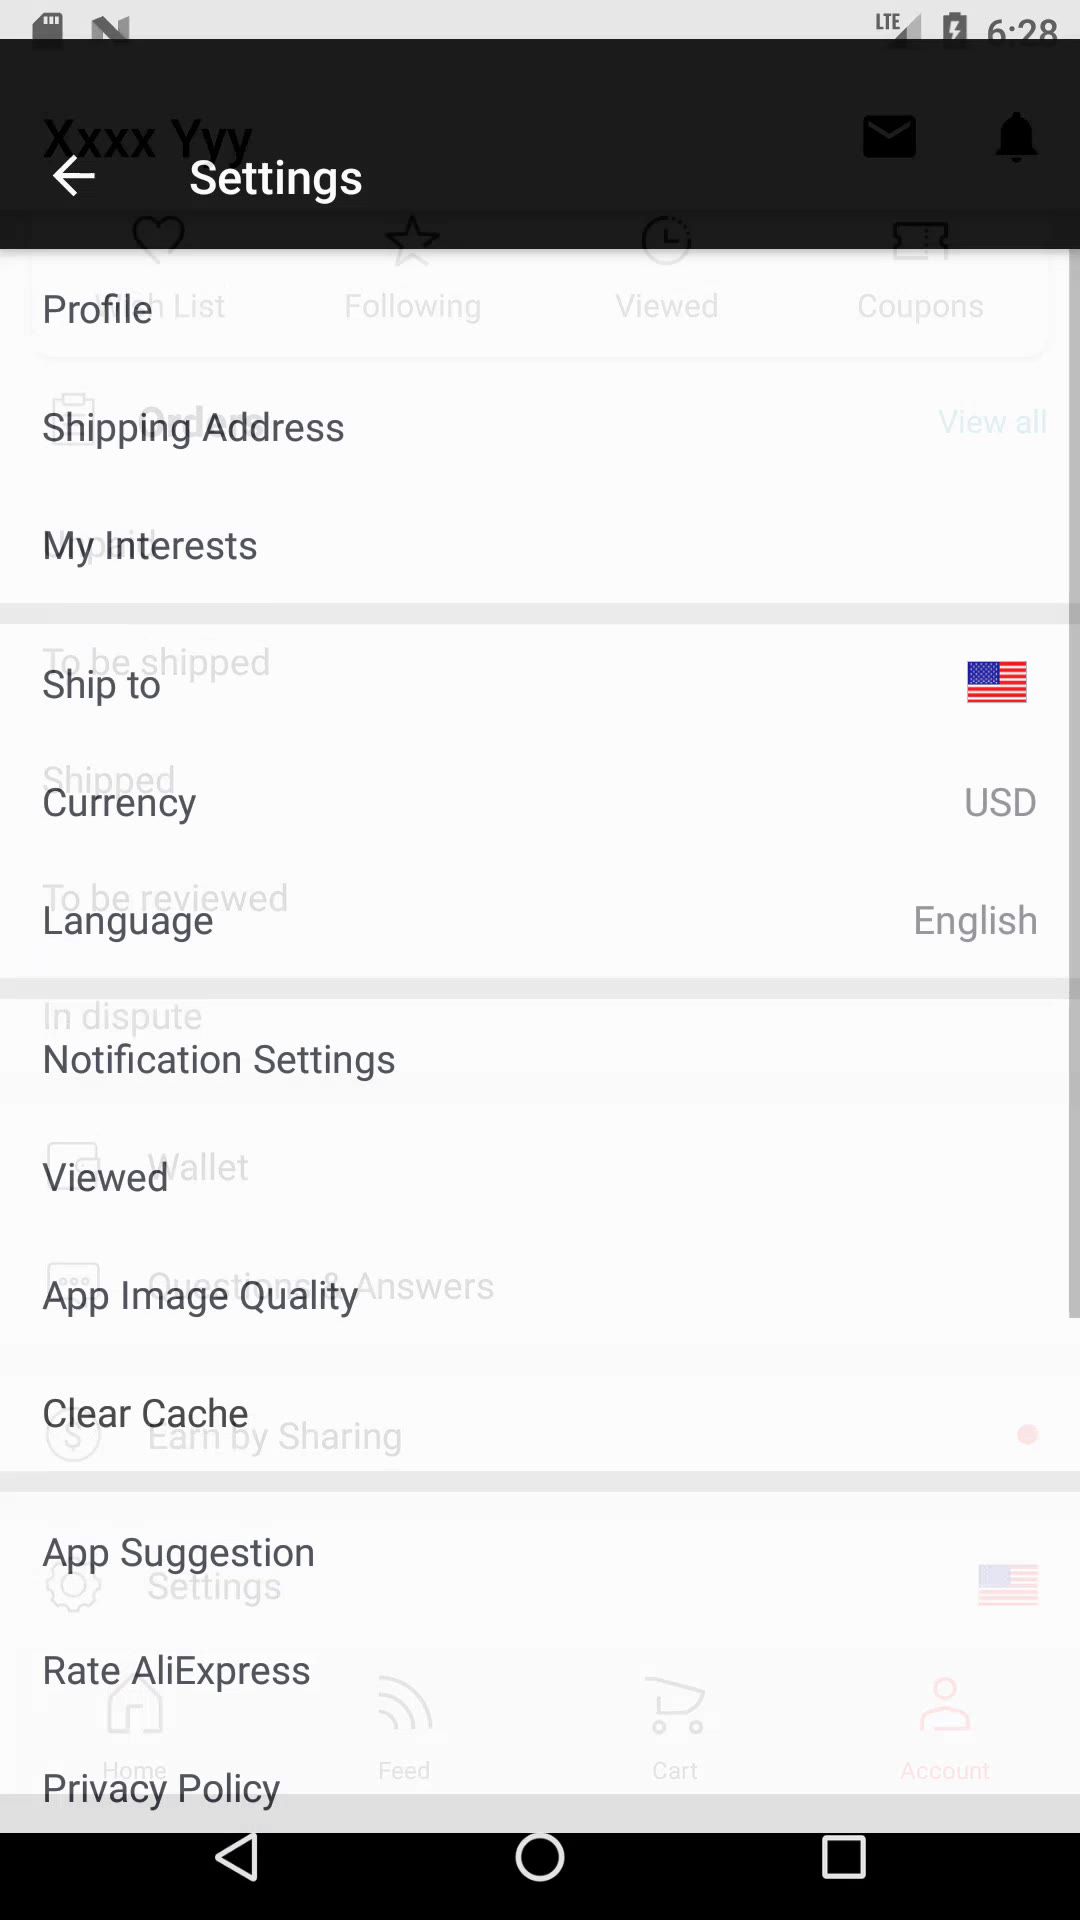 LTE 6:28
Xxxx Yyy
Settings
Wish List Following Viewed Coupons
Profile
Orders View all
Shipping Address
Unpaid
My Interests
To be shipped
Ship to
Shipped
Currency USD
To be reviewed
Language English
In dispute
Notification Settings
Wallet
Viewed
Questions & Answers
App Image Quality
Clear Cache
Earn by Sharing
App Suggestion
Settings
Rate AliExpress
Home Feed Cart Account
Privacy Policy